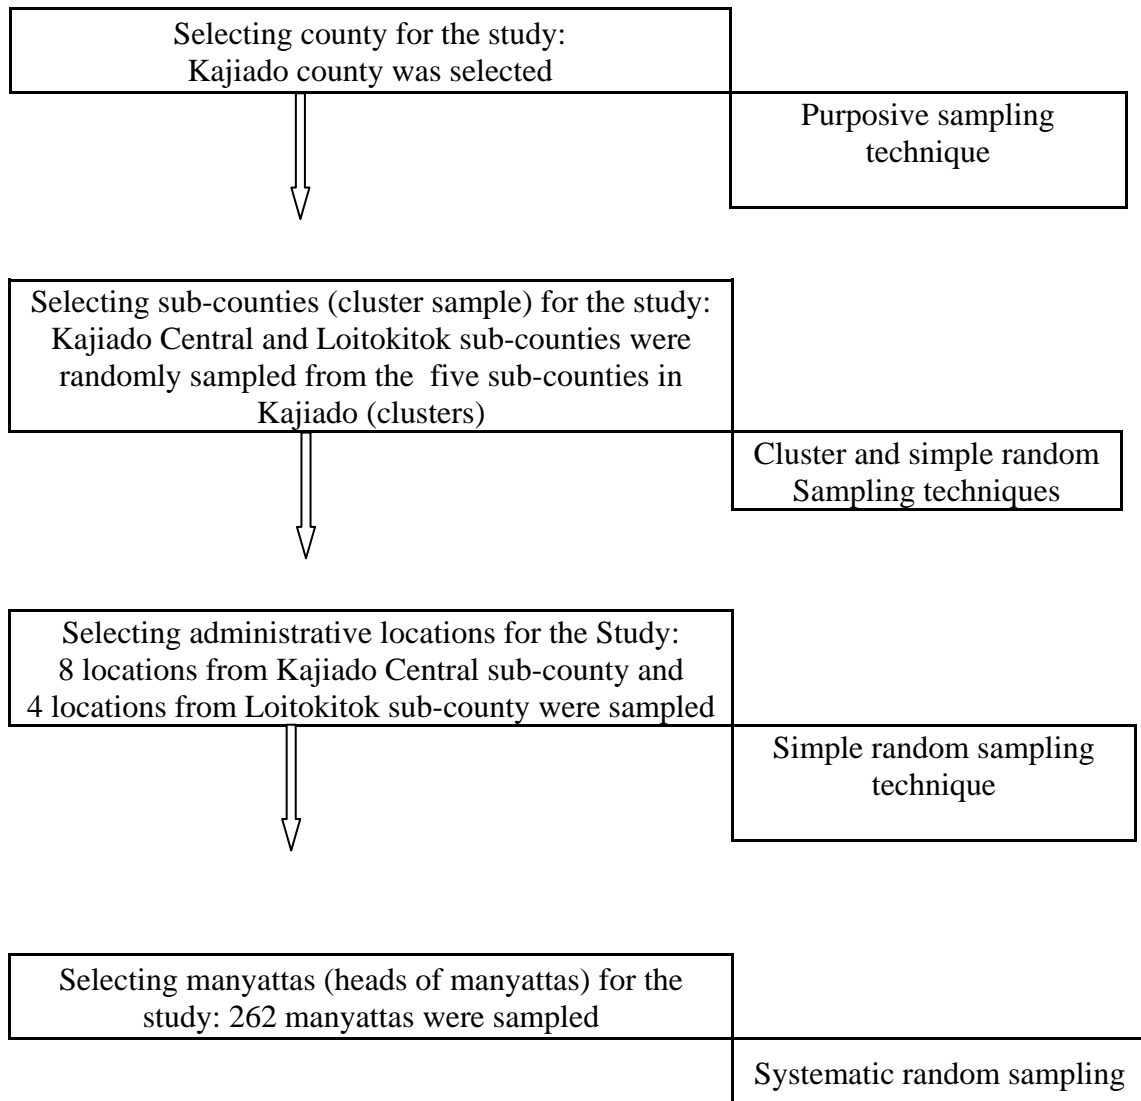 Selecting county for the study:
Kajiado county was selected
Purposive sampling
technique
Selecting sub-counties (cluster sample) for the study:
Kajiado Central and Loitokitok sub-counties were
randomly sampled from the five sub-counties in
Kajiado (clusters)
Cluster and simple random
Sampling techniques
Selecting administrative locations for the Study:
8 locations from Kajiado Central sub-county and
4 locations from Loitokitok sub-county were sampled
Simple random sampling
technique
Selecting manyattas (heads of manyattas) for the
study: 262 manyattas were sampled
Systematic random sampling